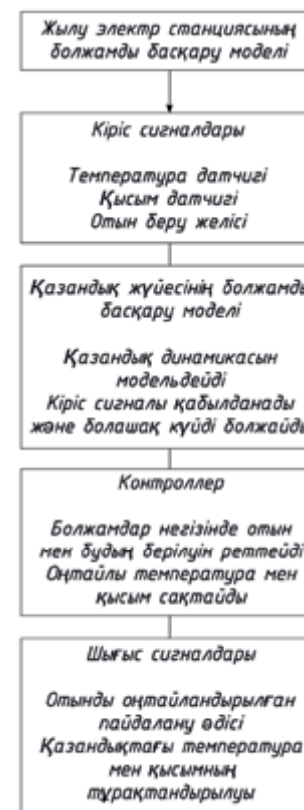 Жылу электр станциясының
болжамды басқару моделі
Кіріс сигналдары
Температура датчигі
Қысым датчигі
Отын беру желісі
Қазандық жүйесінің болжамды
басқару моделі
Қазандық динамикасын
модельдейді
Кіріс сигналы қабылданады
және болашақ күйді болжайды
Контроллер
Болжамдар негізінде отын
мен будың берілуін реттейді
Оңтайлы температура мен
қысым сақтайды
Шығыс сигналдары
Отынды оңтайландырылған
пайдалану әдісі
Қазандықтағы температура
мен қысымның
тұрақтандырылуы